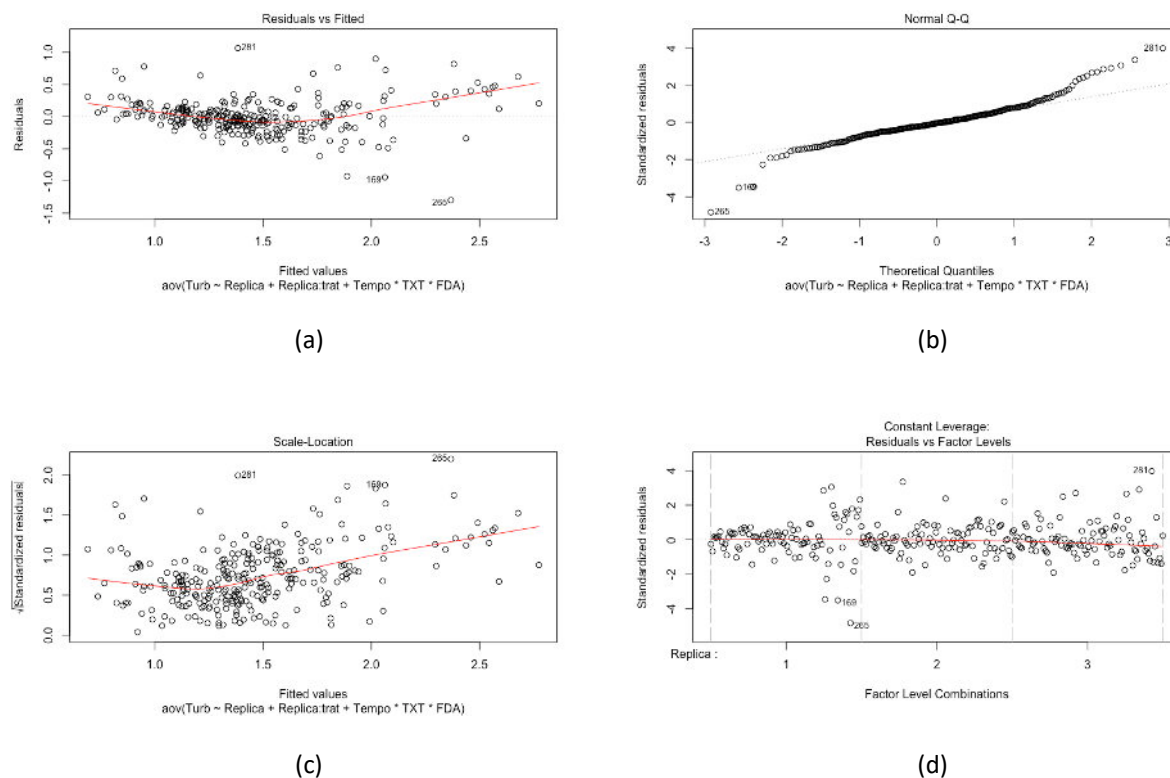 Residuals vs Fitted
Residuals
1.0
0.5
0.0
-0.5
-1.0
-1.5
281
169
265
1.0 1.5 2.0 2.5
Fitted values
aov(Turb ~ Replica + Replica:trat + Tempo * TXT * FDA)
(a)
Normal Q-Q
Standardized residuals
4
2
0
-2
-4
281
169
265
-3 -2 -1 0 1 2 3
Theoretical Quantiles
aov(Turb ~ Replica + Replica:trat + Tempo * TXT * FDA)
(b)
Scale-Location
√|Standardized residuals|
2.0
1.5
1.0
0.5
0.0
265
281
169
1.0 1.5 2.0 2.5
Fitted values
aov(Turb ~ Replica + Replica:trat + Tempo * TXT * FDA)
(c)
Constant Leverage:
Residuals vs Factor Levels
Standardized residuals
4
2
0
-2
-4
281
169
265
Replica :
1 2 3
Factor Level Combinations
(d)